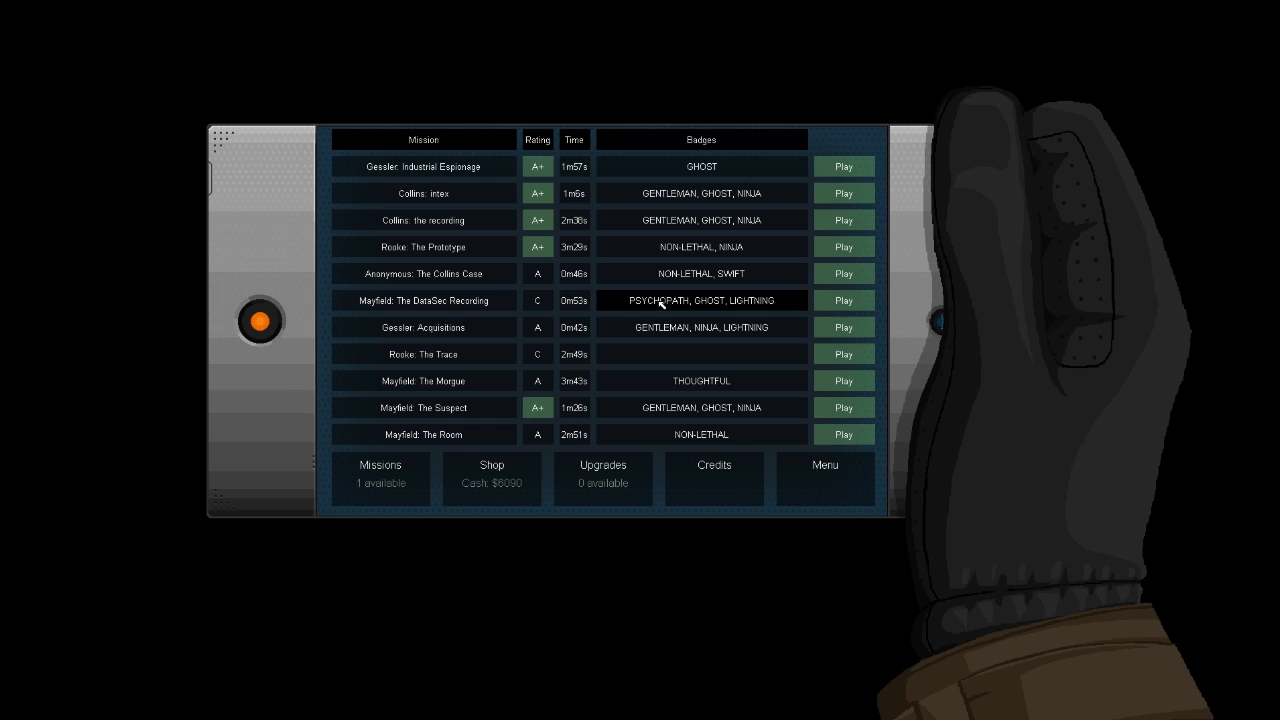 Mission Rating Time Badges
Gessler: Industrial Espionage A+ 1m57s GHOST Play
Collins: intex A+ 1m6s GENTLEMAN, GHOST, NINJA Play
Collins: the recording A+ 2m38s GENTLEMAN, GHOST, NINJA Play
Rooke: The Prototype A+ 3m29s NON-LETHAL, NINJA Play
Anonymous: The Collins Case A 0m46s NON-LETHAL, SWIFT Play
Mayfield: The DataSec Recording C 0m53s PSYCHOPATH, GHOST, LIGHTNING Play
Gessler: Acquisitions A 0m42s GENTLEMAN, NINJA, LIGHTNING Play
Rooke: The Trace C 2m49s Play
Mayfield: The Morgue A 3m43s THOUGHTFUL Play
Mayfield: The Suspect A+ 1m26s GENTLEMAN, GHOST, NINJA Play
Mayfield: The Room A 2m51s NON-LETHAL Play
Missions Shop Upgrades Credits Menu
1 available Cash: $6090 0 available